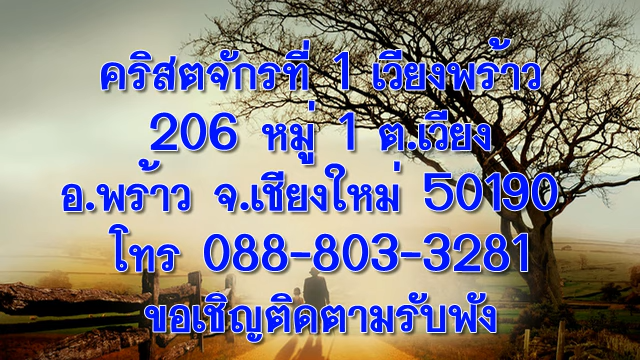 คริสตจักรที่ 1 เวียงพร้าว
206 หมู่ 1 ต.เวียง
อ.พร้าว จ.เชียงใหม่ 50190
โทร 088-803-3281
ขอเชิญติดตามรับฟัง